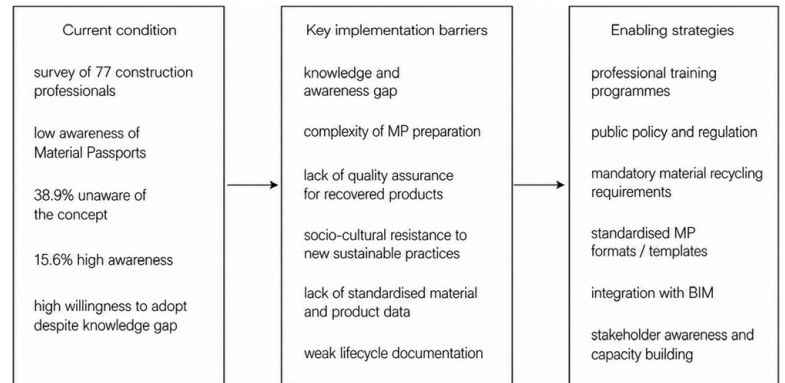 Current condition
survey of 77 construction
professionals
low awareness of
Material Passports
38.9% unaware of
the concept
15.6% high awareness
high willingness to adopt
despite knowledge gap
Key implementation barriers
knowledge and
awareness gap
complexity of MP preparation
lack of quality assurance
for recovered products
socio-cultural resistance to
new sustainable practices
lack of standardised material
and product data
weak lifecycle documentation
Enabling strategies
professional training
programmes
public policy and regulation
mandatory material recycling
requirements
standardised MP
formats / templates
integration with BIM
stakeholder awareness and
capacity building